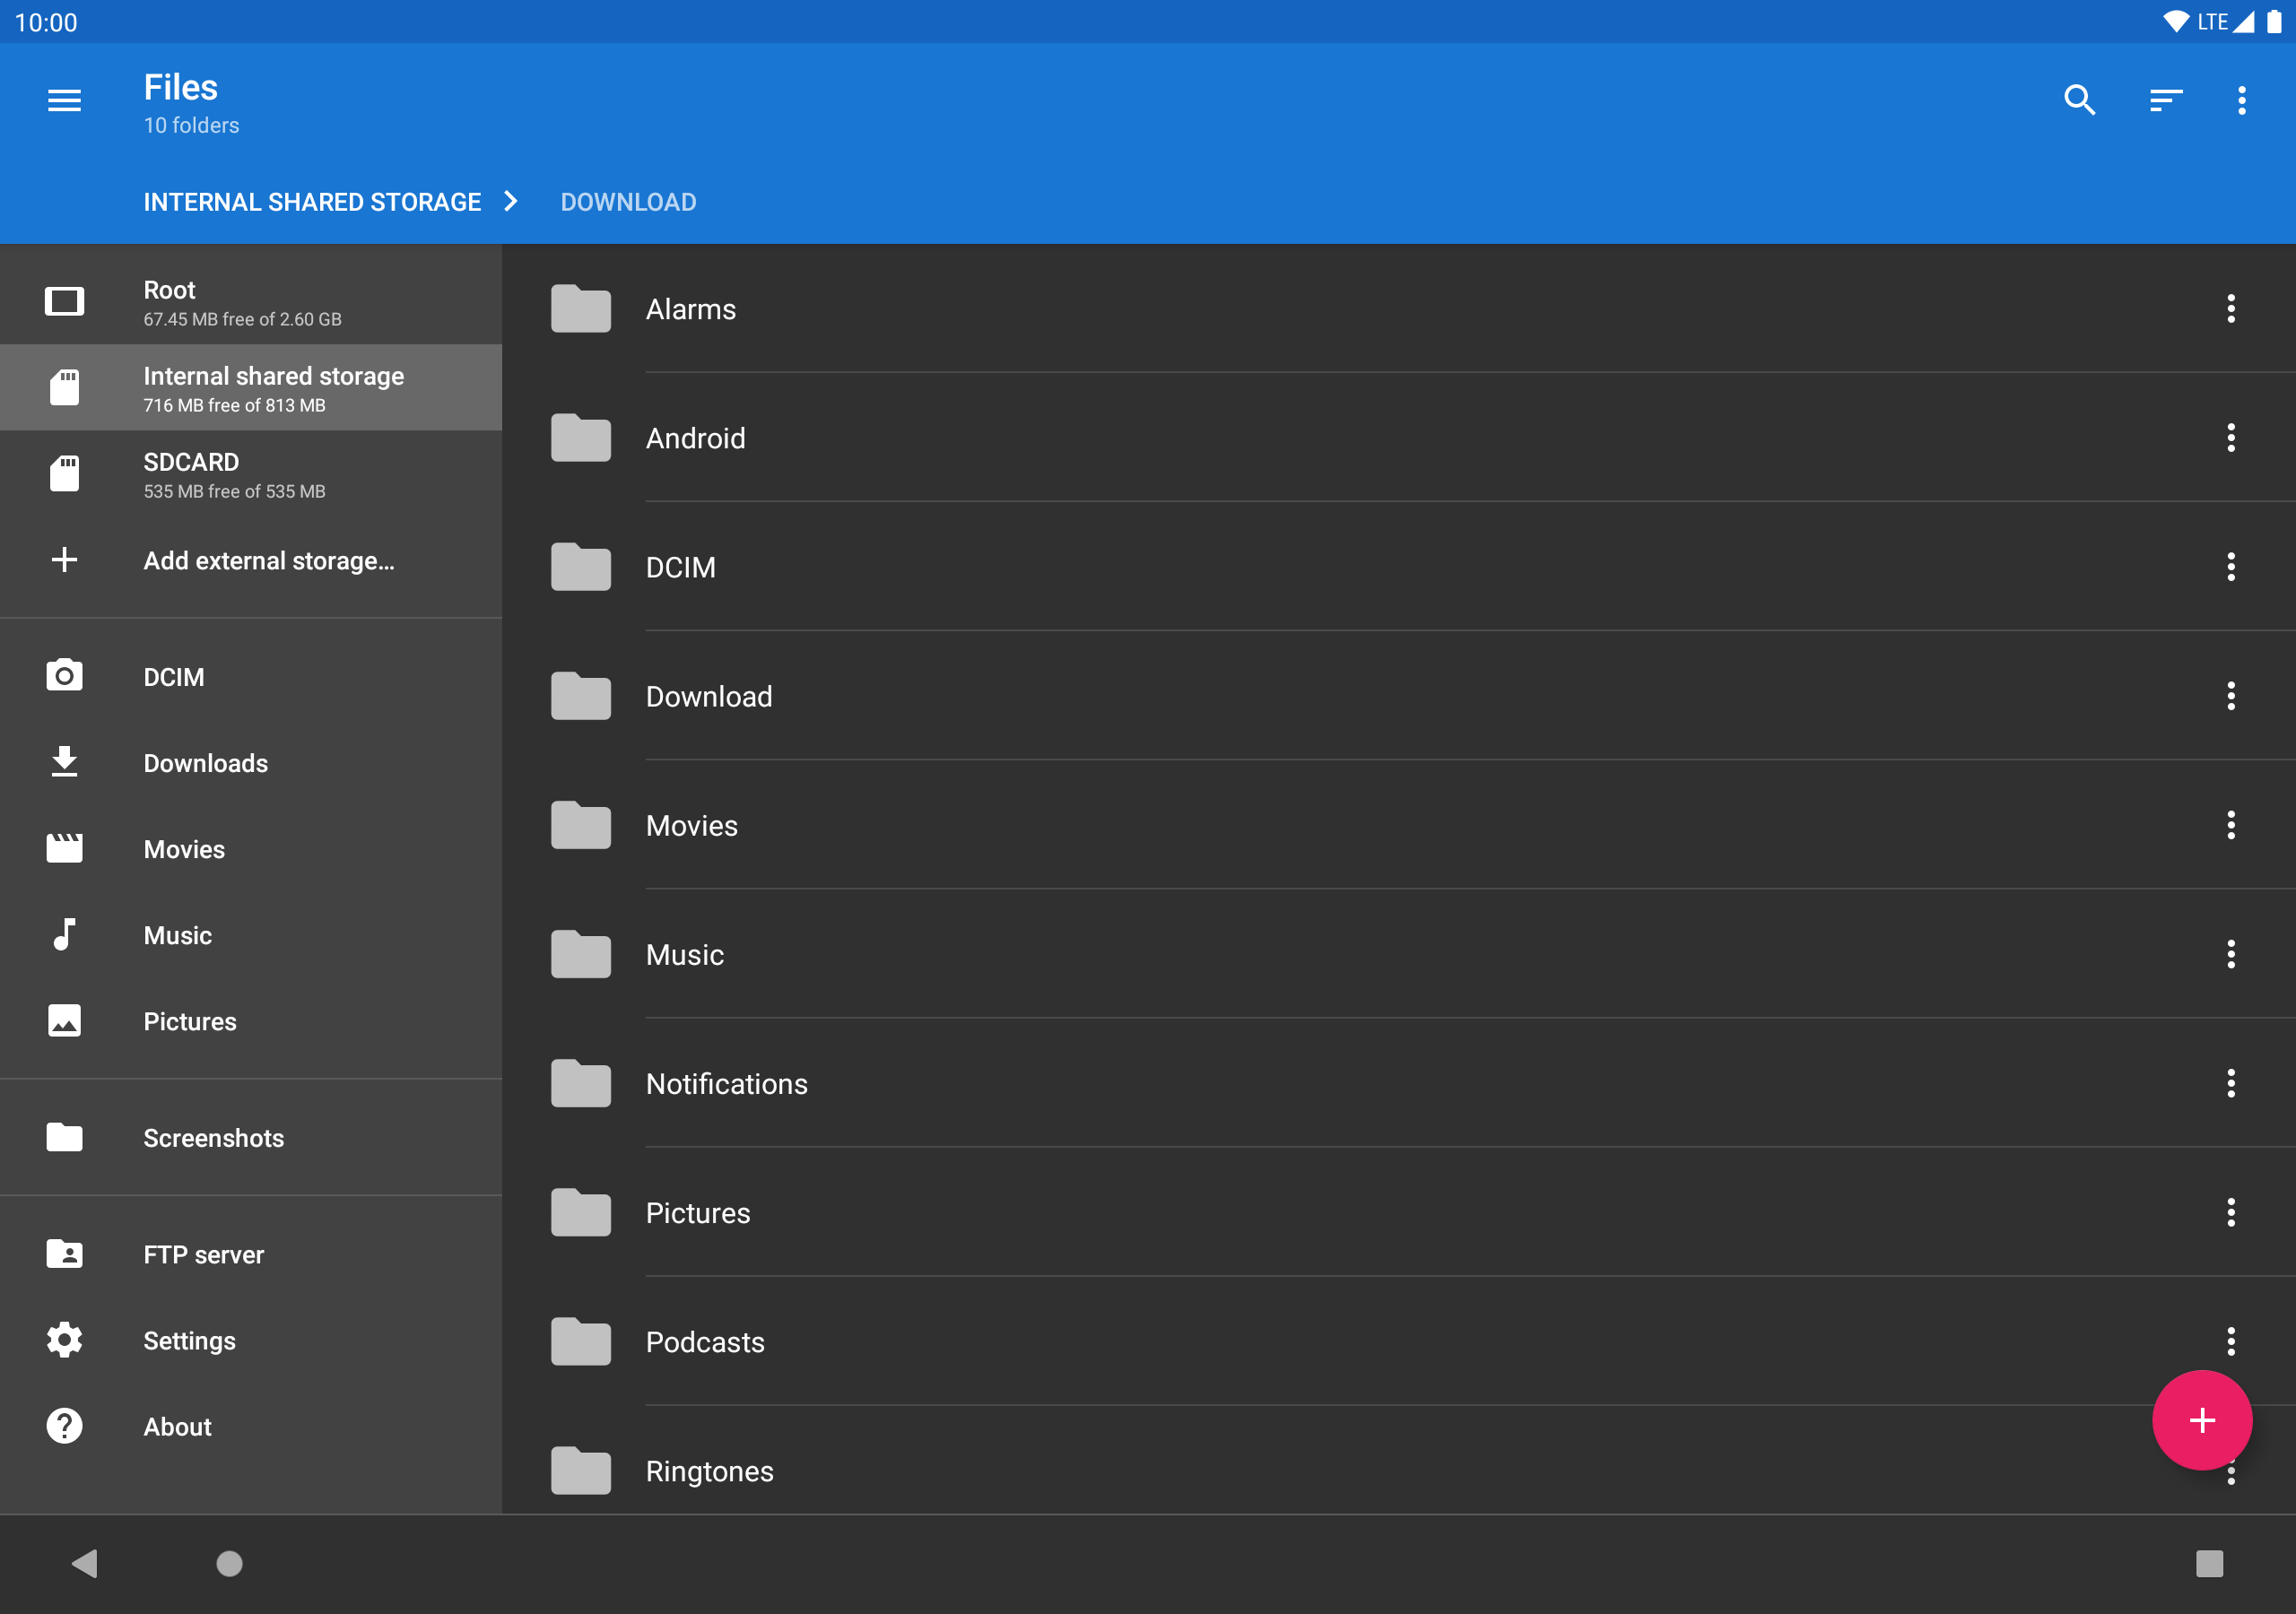 10:00
LTE
Files
10 folders
INTERNAL SHARED STORAGE
DOWNLOAD
Root
67.45 MB free of 2.60 GB
Internal shared storage
716 MB free of 813 MB
SDCARD
535 MB free of 535 MB
Add external storage...
DCIM
Downloads
Movies
Music
Pictures
Screenshots
FTP server
Settings
About
Alarms
Android
DCIM
Download
Movies
Music
Notifications
Pictures
Podcasts
Ringtones